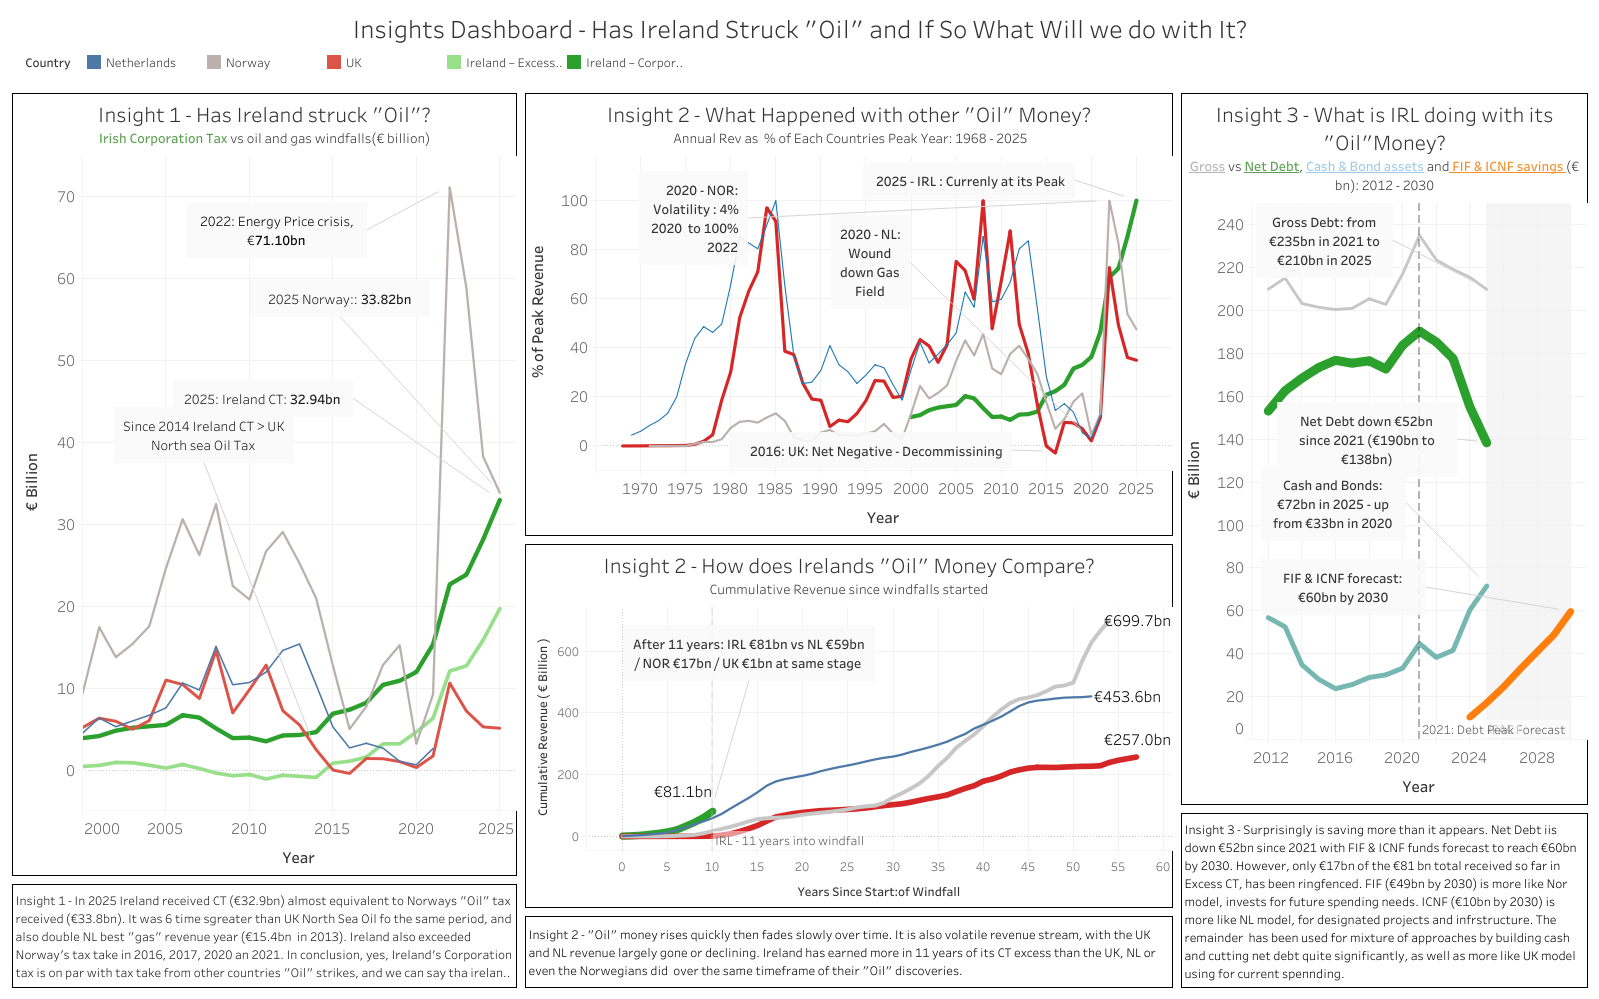 Insights Dashboard - Has Ireland Struck "Oil" and If So What Will we do with It?
Country Netherlands Norway UK Ireland – Excess.. Ireland – Corpor..
Insight 1 - Has Ireland struck "Oil"?
Irish Corporation Tax vs oil and gas windfalls(€ billion)
70
60
50
40
30
20
10
0
€ Billion
2022: Energy Price crisis,
€71.10bn
2025 Norway:: 33.82bn
2025: Ireland CT: 32.94bn
Since 2014 Ireland CT > UK
North sea Oil Tax
2000 2005 2010 2015 2020 2025
Year
Insight 1 - In 2025 Ireland received CT (€32.9bn) almost equivalent to Norways "Oil" tax
received (€33.8bn). It was 6 time sgreater than UK North Sea Oil fo the same period, and
also double NL best "gas" revenue year (€15.4bn in 2013). Ireland also exceeded
Norway's tax take in 2016, 2017, 2020 an 2021. In conclusion, yes, Ireland's Corporation
tax is on par with tax take from other countries "Oil" strikes, and we can say tha irelan..
Insight 2 - What Happened with other "Oil" Money?
Annual Rev as % of Each Countries Peak Year: 1968 - 2025
100
80
60
40
20
0
% of Peak Revenue
2020 - NOR:
Volatility : 4%
2020 to 100%
2022
2025 - IRL : Currenly at its Peak
2020 - NL:
Wound
down Gas
Field
2016: UK: Net Negative - Decommissining
1970 1975 1980 1985 1990 1995 2000 2005 2010 2015 2020 2025
Year
Insight 2 - How does Irelands "Oil" Money Compare?
Cummulative Revenue since windfalls started
600
400
200
0
Cumulative Revenue ( € Billion )
After 11 years: IRL €81bn vs NL €59bn
/ NOR €17bn / UK €1bn at same stage
€699.7bn
€453.6bn
€257.0bn
€81.1bn
IRL - 11 years into windfall
0 5 10 15 20 25 30 35 40 45 50 55 60
Years Since Start:of Windfall
Insight 2 - "Oil" money rises quickly then fades slowly over time. It is also volatile revenue stream, with the UK
and NL revenue largely gone or declining. Ireland has earned more in 11 years of its CT excess than the UK, NL or
even the Norwegians did over the same timeframe of their "Oil" discoveries.
Insight 3 - What is IRL doing with its
"Oil"Money?
Gross vs Net Debt, Cash & Bond assets and FIF & ICNF savings (€
bn): 2012 - 2030
240
220
200
180
160
140
120
100
80
60
40
20
0
€ Billion
Gross Debt: from
€235bn in 2021 to
€210bn in 2025
Net Debt down €52bn
since 2021 (€190bn to
€138bn)
Cash and Bonds:
€72bn in 2025 - up
from €33bn in 2020
FIF & ICNF forecast:
€60bn by 2030
2021: Debt Peak Forecast
2012 2016 2020 2024 2028
Year
Insight 3 - Surprisingly is saving more than it appears. Net Debt iis
down €52bn since 2021 with FIF & ICNF funds forecast to reach €60bn
by 2030. However, only €17bn of the €81 bn total received so far in
Excess CT, has been ringfenced. FIF (€49bn by 2030) is more like Nor
model, invests for future spending needs. ICNF (€10bn by 2030) is
more like NL model, for designated projects and infrstructure. The
remainder has been used for mixture of approaches by building cash
and cutting net debt quite significantly, as well as more like UK model
using for current spennding.